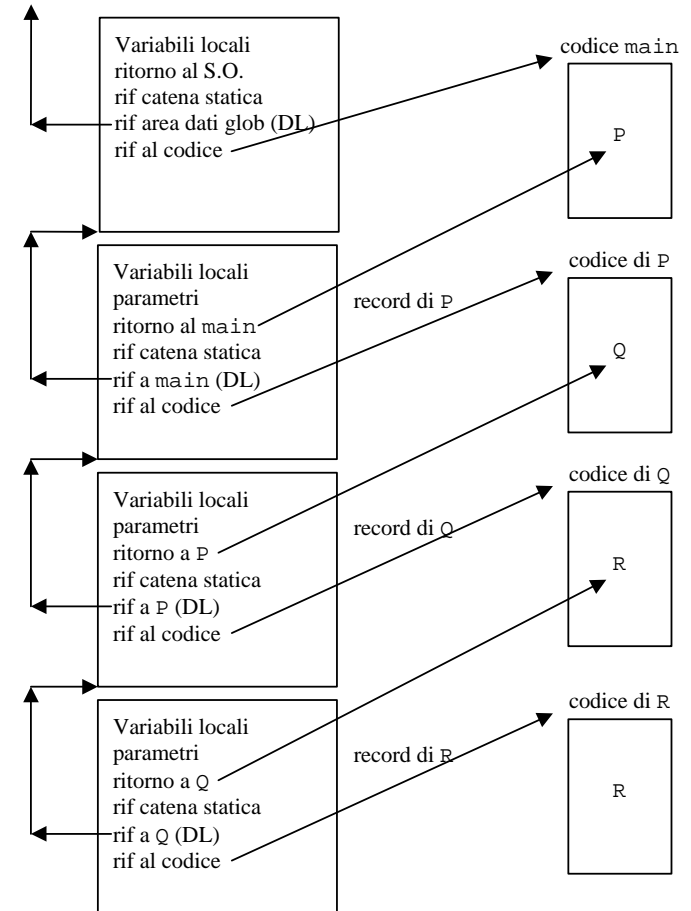 Variabili locali
ritorno al S.O.
rif catena statica
rif area dati glob (DL)
rif al codice
codice main
P
Variabili locali
parametri
ritorno al main
rif catena statica
rif a main (DL)
rif al codice
record di P
codice di P
Q
Variabili locali
parametri
ritorno a P
rif catena statica
rif a P (DL)
rif al codice
record di Q
codice di Q
R
Variabili locali
parametri
ritorno a Q
rif catena statica
rif a Q (DL)
rif al codice
record di R
codice di R
R